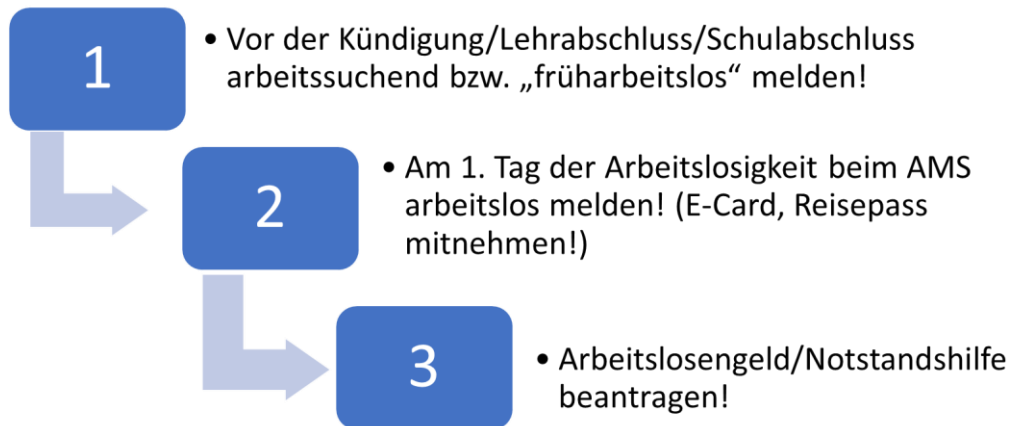 1
• Vor der Kündigung/Lehrabschluss/Schulabschluss
arbeitssuchend bzw. „früharbeitslos“ melden!
2
• Am 1. Tag der Arbeitslosigkeit beim AMS
arbeitslos melden! (E-Card, Reisepass
mitnehmen!)
3
• Arbeitslosengeld/Notstandshilfe
beantragen!